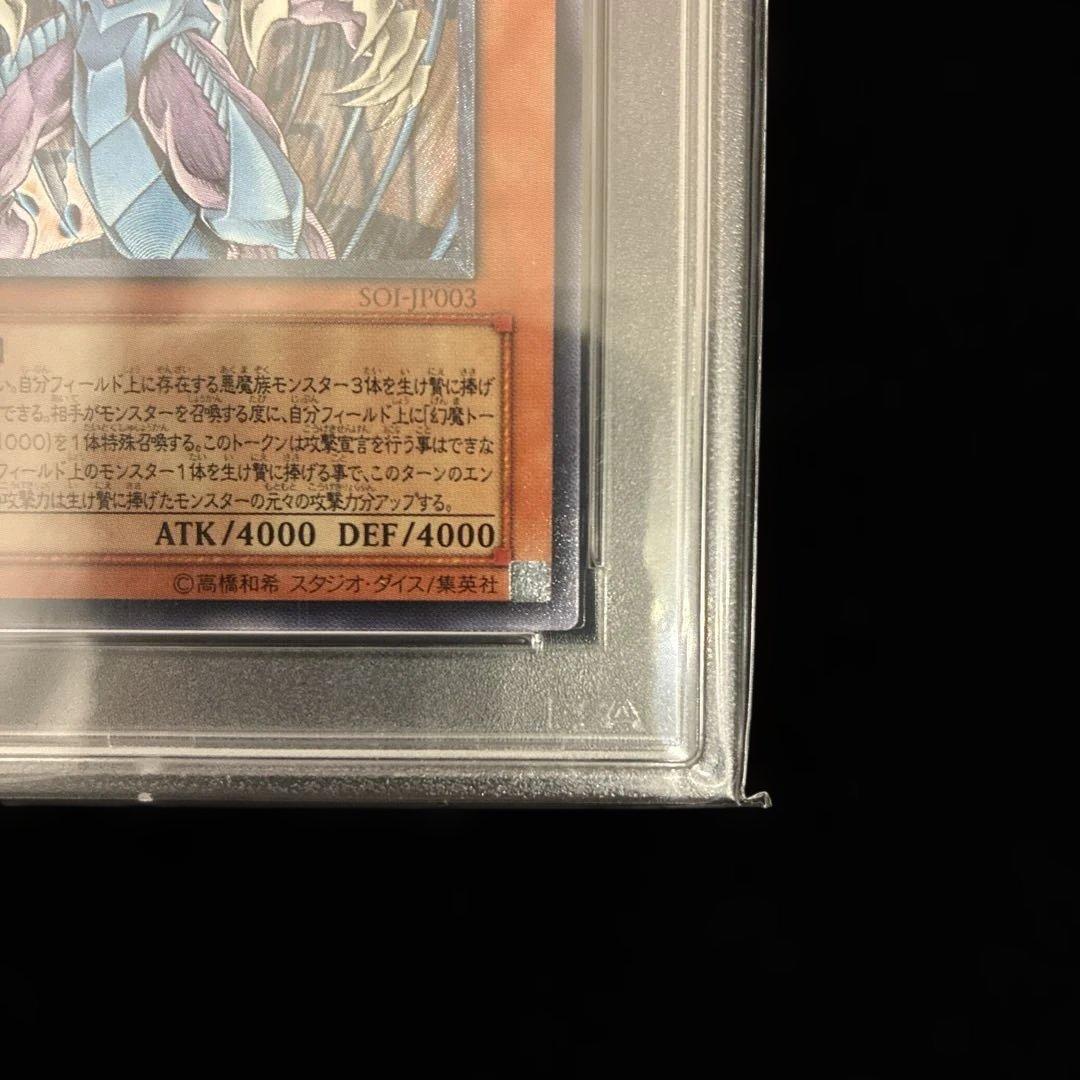 SOI-JP003
い。自分フィールド上に存在する悪魔族モンスター3体を生け贄に捧げ
できる。相手がモンスターを召喚する度に、自分フィールド上に「幻魔トー
1000)を1体特殊召喚する。このトークンは攻撃宣言を行う事はできな
フィールド上のモンスター1体を生け贄に捧げる事で、このターンのエン
の攻撃力は生け贄に捧げたモンスターの元々の攻撃力分アップする。
ATK/4000 DEF/4000
©高橋和希 スタジオ・ダイス/集英社